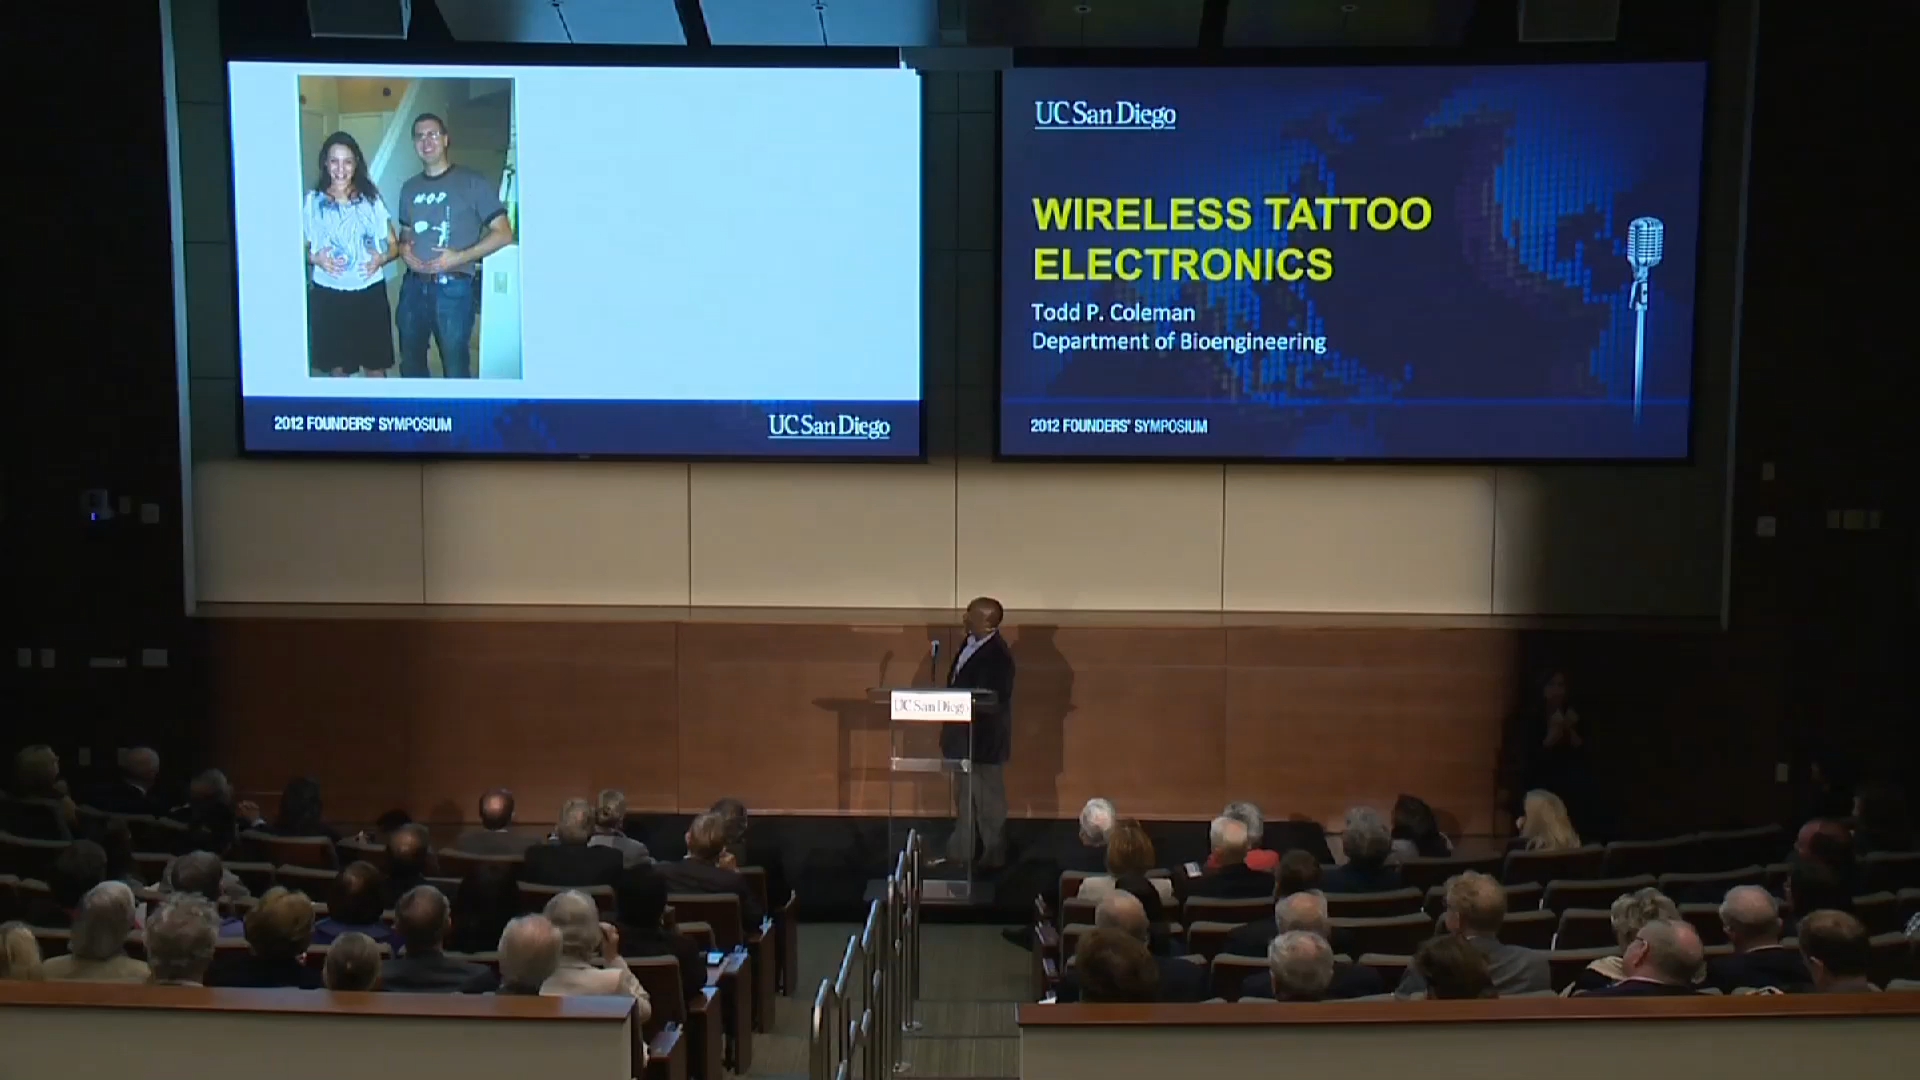 M·O·D
2012 FOUNDERS' SYMPOSIUM
UC San Diego
UC San Diego
WIRELESS TATTOO
ELECTRONICS
Todd P. Coleman
Department of Bioengineering
2012 FOUNDERS' SYMPOSIUM
UC San Diego